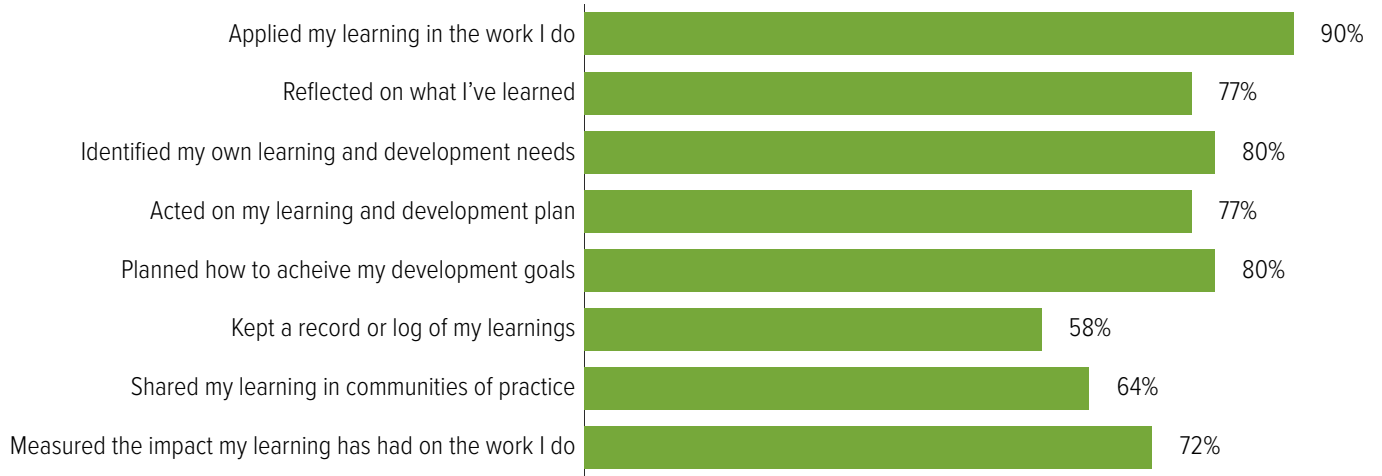 Applied my learning in the work I do 90%
Reflected on what I’ve learned 77%
Identified my own learning and development needs 80%
Acted on my learning and development plan 77%
Planned how to acheive my development goals 80%
Kept a record or log of my learnings 58%
Shared my learning in communities of practice 64%
Measured the impact my learning has had on the work I do 72%